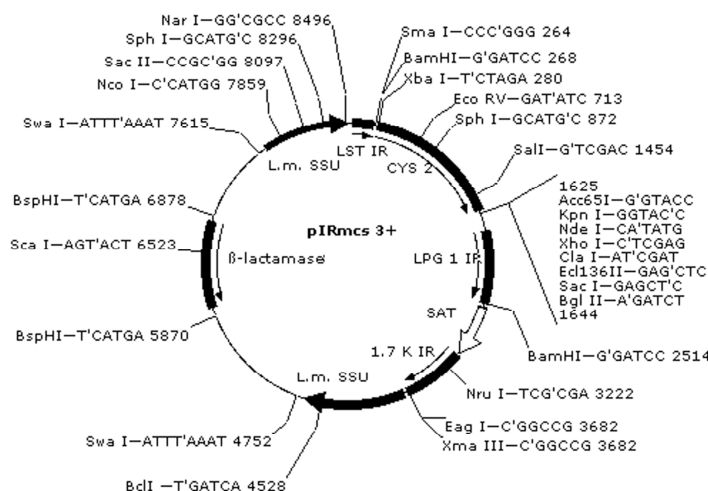 Nar I–GG'CGCC 8496
Sph I–GCATG'C 8296
Sac II–CCGC'GG 8097
Nco I–C'CATGG 7859
Swa I–ATTT'AAAT 7615
BspHI–T'CATGA 6878
Sca I–AGT'ACT 6523
BspHI–T'CATGA 5870
Swa I–ATTT'AAAT 4752
BclI – T'GATCA 4528
Sma I–CCC'GGG 264
BamHI–G'GATCC 268
Xba I–T'CTAGA 280
Eco RV–GAT'ATC 713
Sph I–GCATG'C 872
SalI–G'TCGAC 1454
1625
Acc65I–G'GTACC
Kpn I–GGTAC'C
Nde I–CA'TATG
Xho I–C'TCGAG
Cla I–AT'CGAT
Ecl136II–GAG'CTC
Sac I–GAGCT'C
Bgl II–A'GATCT
1644
BamHI–G'GATCC 2514
Nru I–TCG'CGA 3222
Eag I–C'GGCCG 3682
Xma III–C'GGCCG 3682
L.m. SSU
LST IR
CYS 2
pIRmcs 3+
LPG 1 IR
ß-lactamase
SAT
1.7 K IR
L.m. SSU